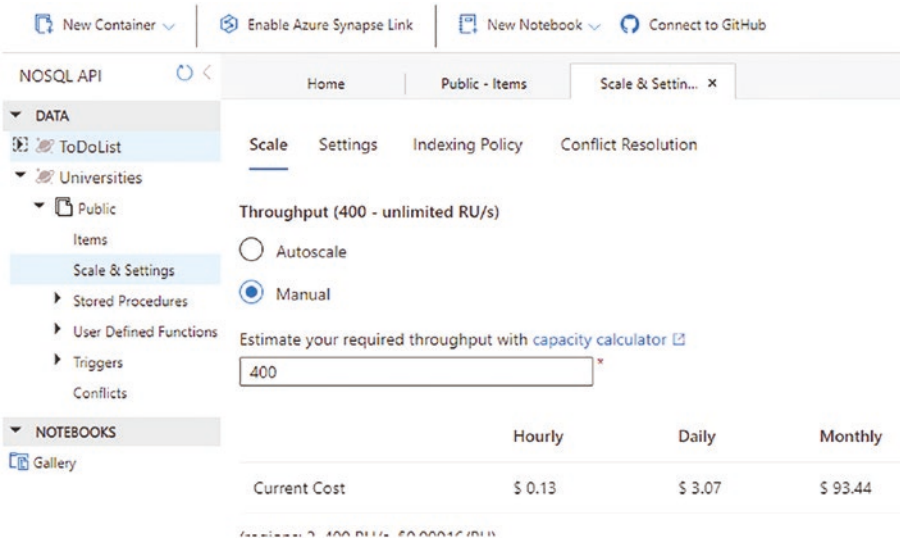 New Container Enable Azure Synapse Link New Notebook Connect to GitHub
NOSQL API
Home Public - Items Scale & Settin... ×
DATA
ToDoList
Universities
Public
Items
Scale & Settings
Stored Procedures
User Defined Functions
Triggers
Conflicts
NOTEBOOKS
Gallery
Scale Settings Indexing Policy Conflict Resolution
Throughput (400 - unlimited RU/s)
Autoscale
Manual
Estimate your required throughput with capacity calculator
400 *
Hourly Daily Monthly
Current Cost $ 0.13 $ 3.07 $ 93.44